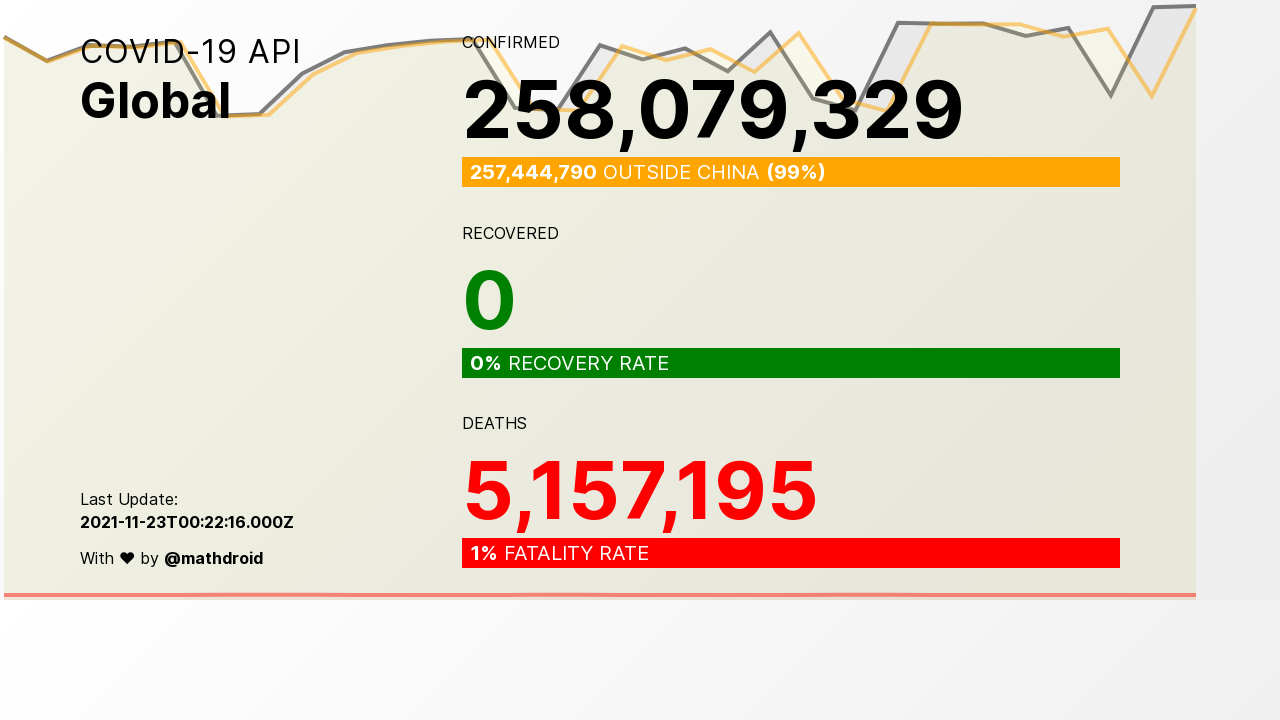 COVID-19 API
Global
CONFIRMED
258,079,329
257,444,790 OUTSIDE CHINA (99%)
RECOVERED
0
0% RECOVERY RATE
DEATHS
5,157,195
1% FATALITY RATE
Last Update:
2021-11-23T00:22:16.000Z
With ♥ by @mathdroid